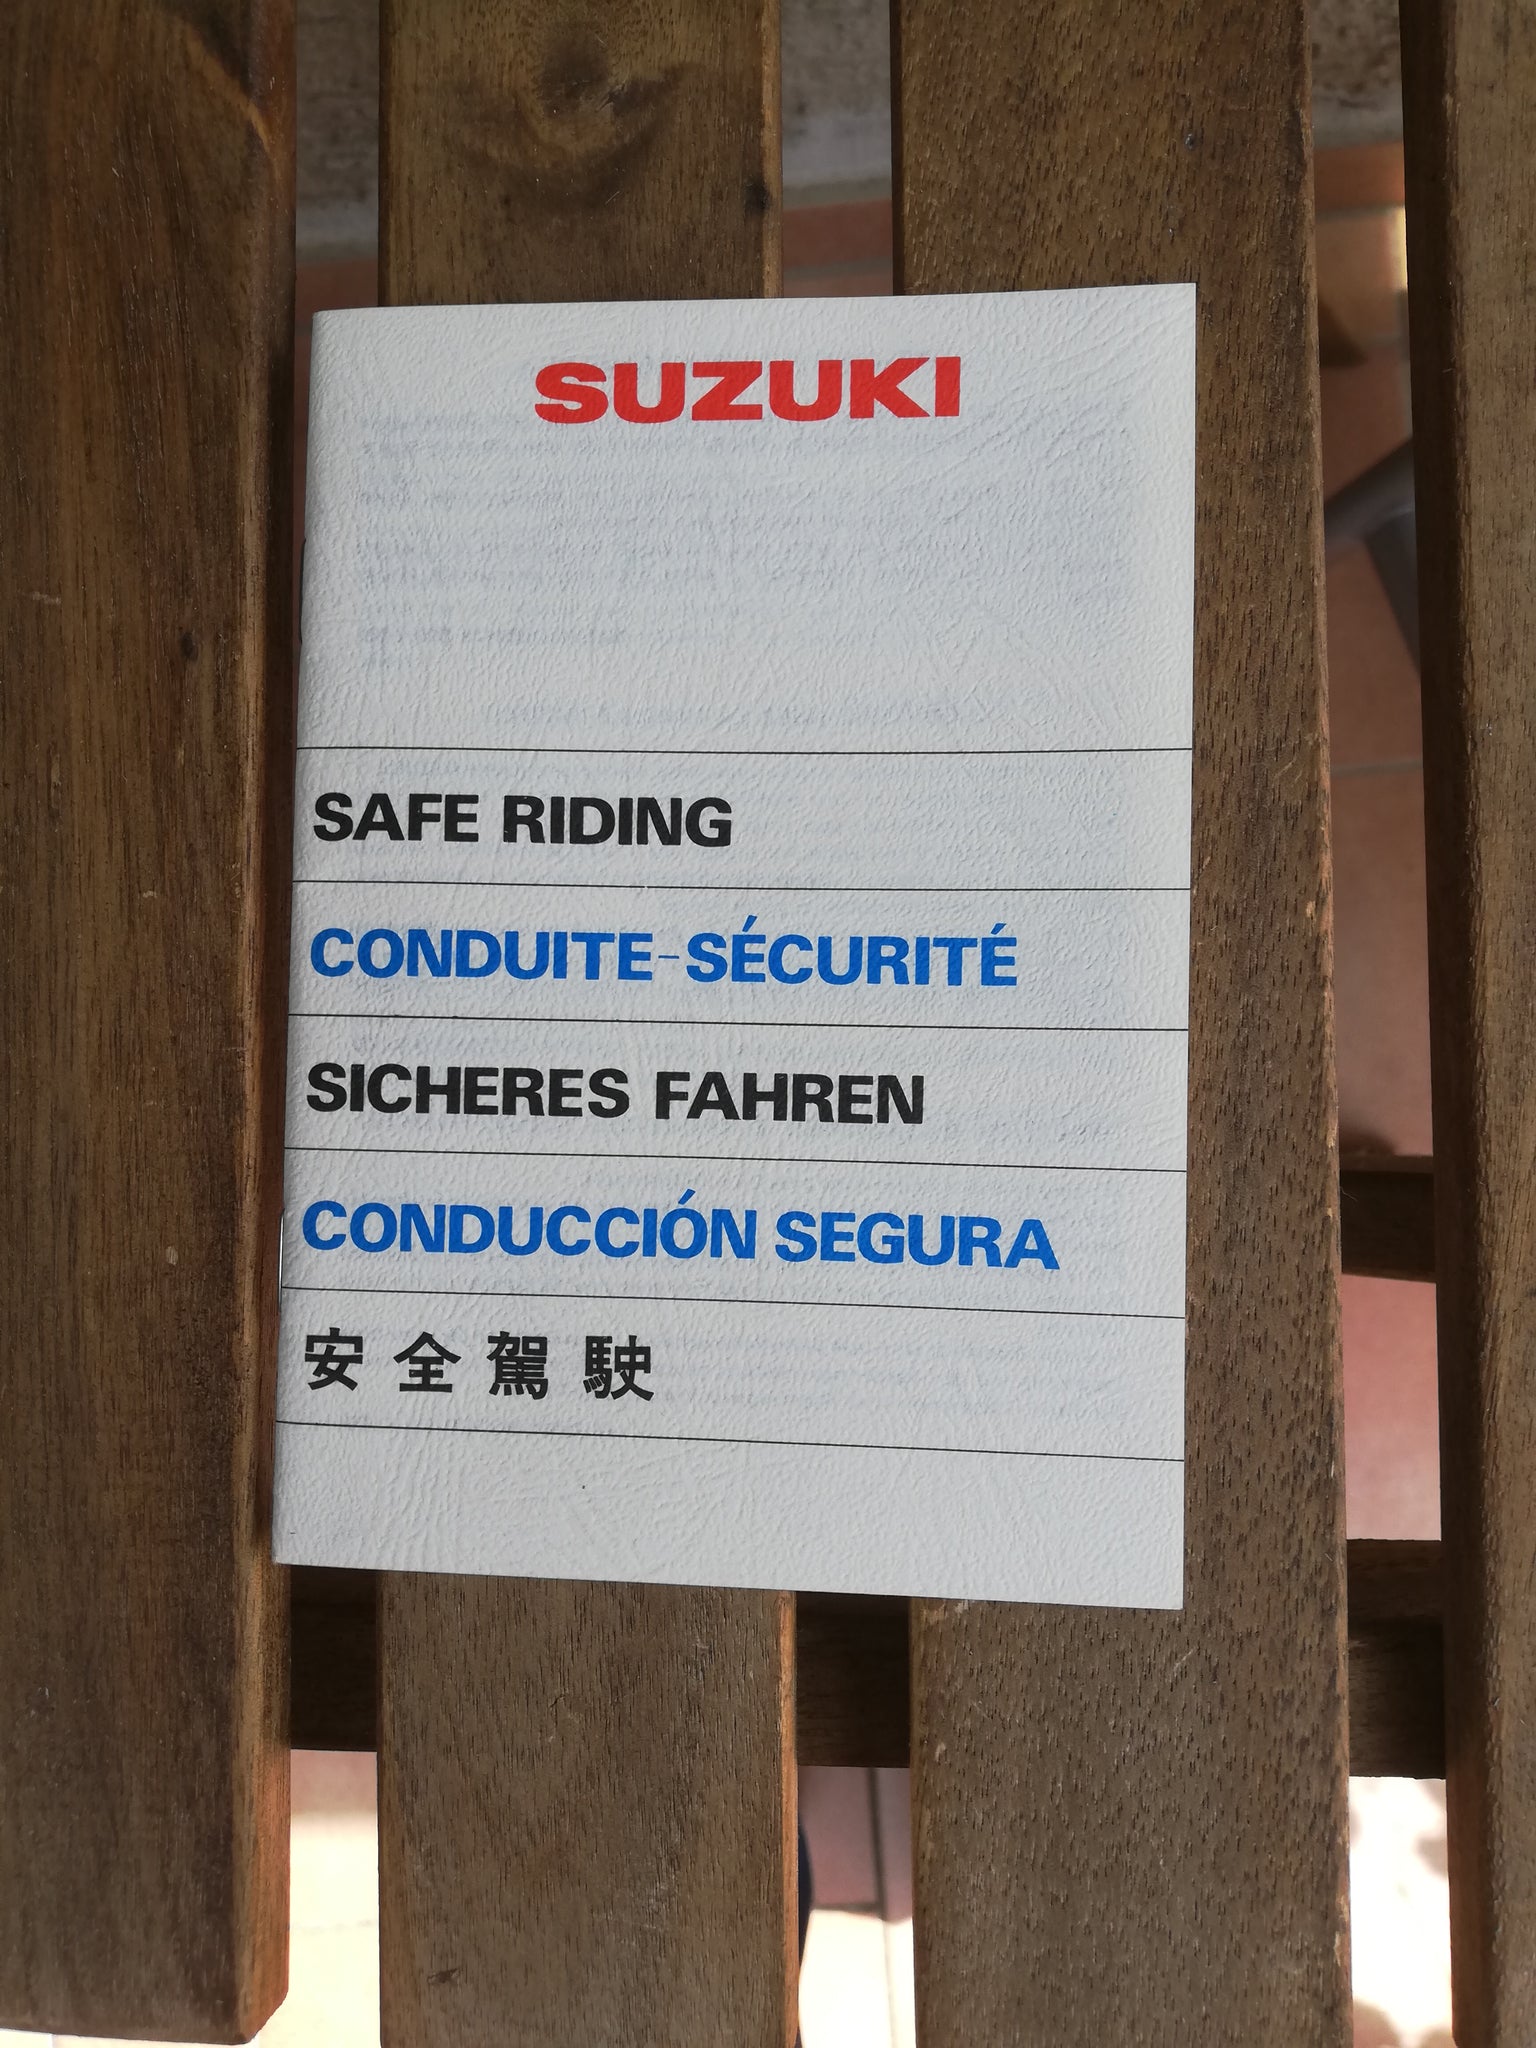 SUZUKI
SAFE RIDING
CONDUITE-SÉCURITÉ
SICHERES FAHREN
CONDUCCIÓN SEGURA
安全駕駛